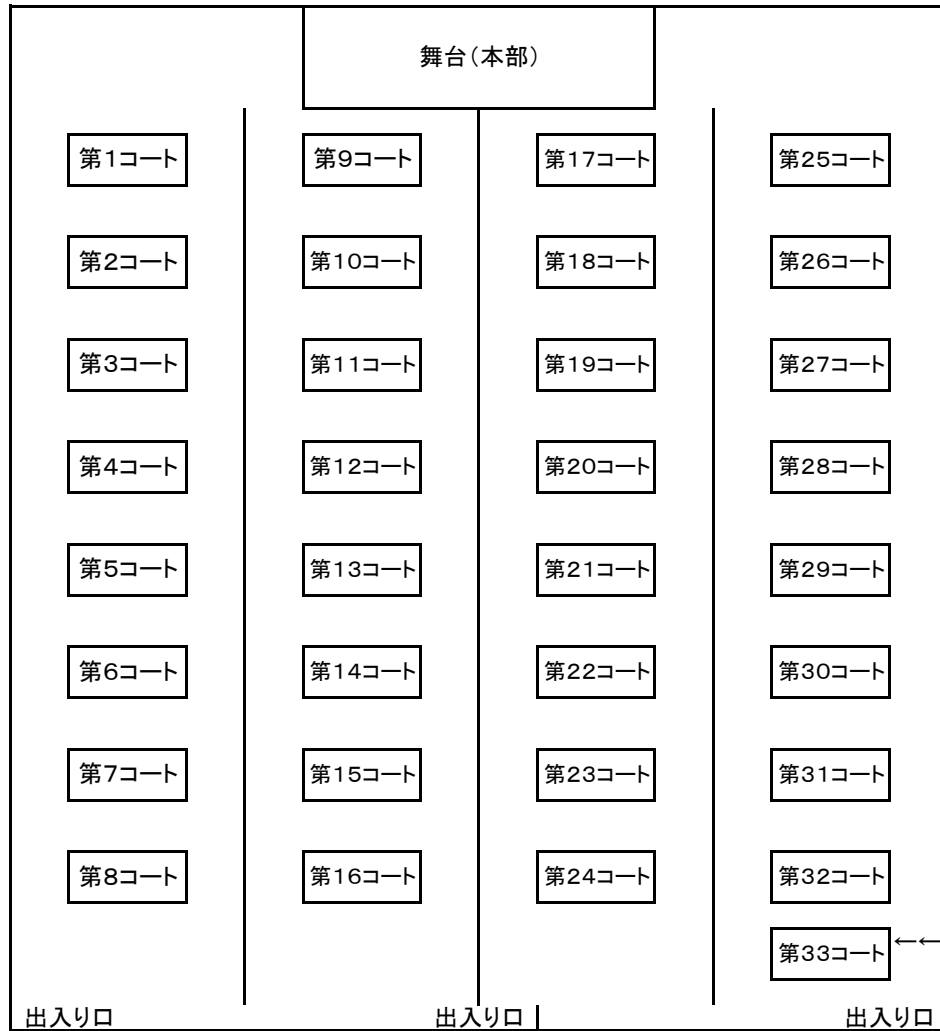 舞台(本部)
第1コート 第9コート 第17コート 第25コート
第2コート 第10コート 第18コート 第26コート
第3コート 第11コート 第19コート 第27コート
第4コート 第12コート 第20コート 第28コート
第5コート 第13コート 第21コート 第29コート
第6コート 第14コート 第22コート 第30コート
第7コート 第15コート 第23コート 第31コート
第8コート 第16コート 第24コート 第32コート
第33コート ←←
出入り口 出入り口 出入り口